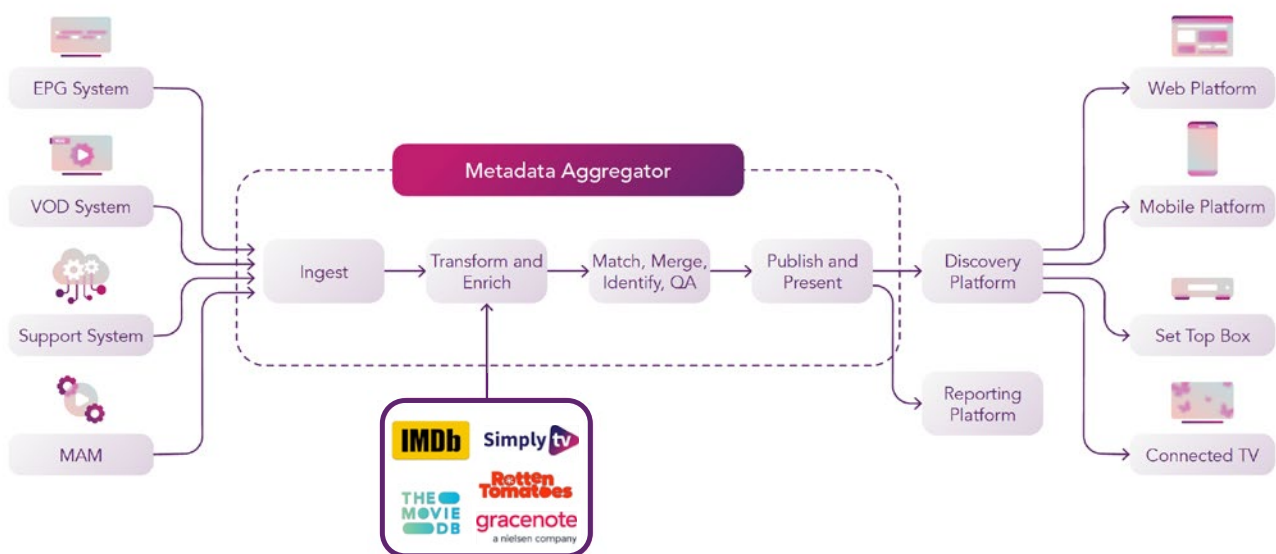 EPG System
VOD System
Support System
MAM
Metadata Aggregator
Ingest
Transform and
Enrich
Match, Merge,
Identify, QA
Publish and
Present
Discovery
Platform
Reporting
Platform
IMDb
Simply tv
THE
MOVIE
DB
Rotten
Tomatoes
gracenote
a nielsen company
Web Platform
Mobile Platform
Set Top Box
Connected TV